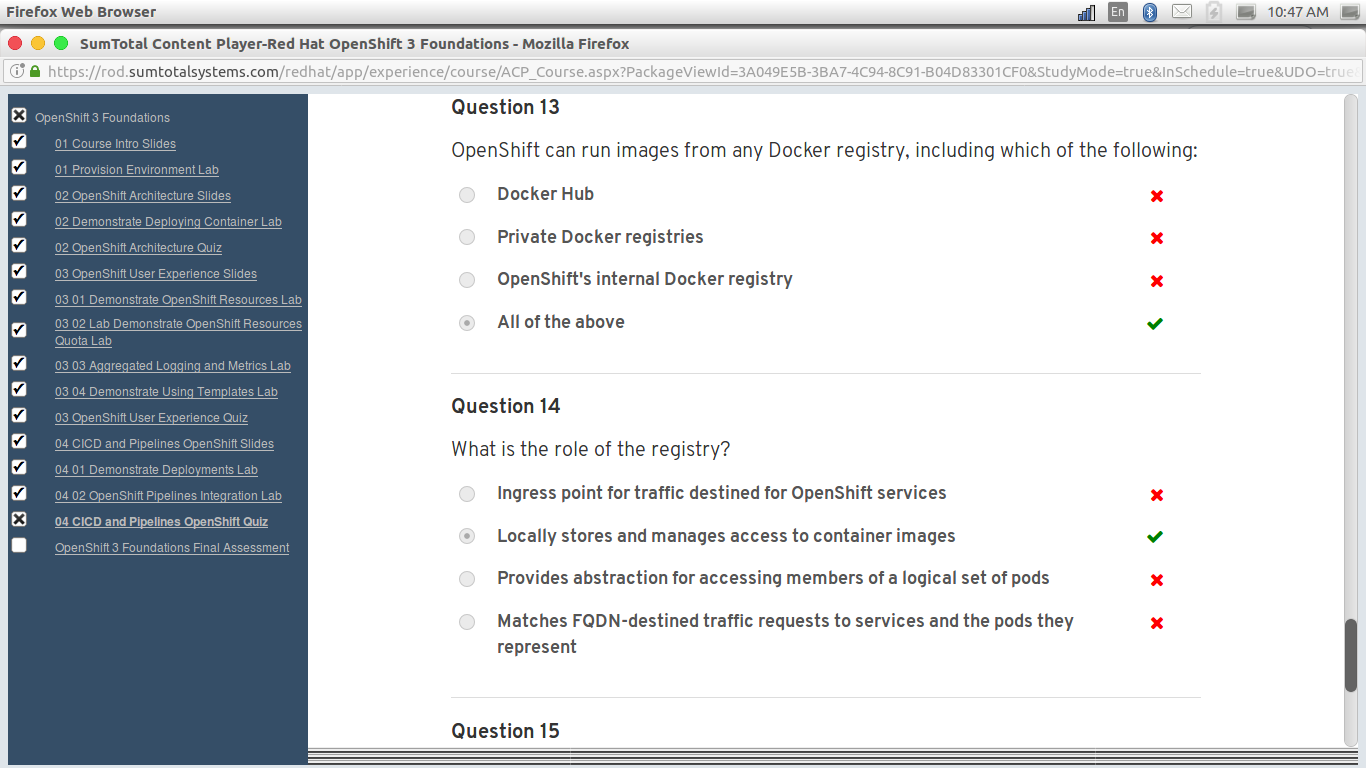 Firefox Web Browser
En
10:47 AM
SumTotal Content Player-Red Hat OpenShift 3 Foundations - Mozilla Firefox
https://rod.sumtotalsystems.com/redhat/app/experience/course/ACP_Course.aspx?PackageViewId=3A049E5B-3BA7-4C94-8C91-B04D83301CF0&StudyMode=true&InSchedule=true&UDO=true&
OpenShift 3 Foundations
01 Course Intro Slides
01 Provision Environment Lab
02 OpenShift Architecture Slides
02 Demonstrate Deploying Container Lab
02 OpenShift Architecture Quiz
03 OpenShift User Experience Slides
03 01 Demonstrate OpenShift Resources Lab
03 02 Lab Demonstrate OpenShift Resources
Quota Lab
03 03 Aggregated Logging and Metrics Lab
03 04 Demonstrate Using Templates Lab
03 OpenShift User Experience Quiz
04 CICD and Pipelines OpenShift Slides
04 01 Demonstrate Deployments Lab
04 02 OpenShift Pipelines Integration Lab
04 CICD and Pipelines OpenShift Quiz
OpenShift 3 Foundations Final Assessment
Question 13
OpenShift can run images from any Docker registry, including which of the following:
Docker Hub
Private Docker registries
OpenShift's internal Docker registry
All of the above
Question 14
What is the role of the registry?
Ingress point for traffic destined for OpenShift services
Locally stores and manages access to container images
Provides abstraction for accessing members of a logical set of pods
Matches FQDN-destined traffic requests to services and the pods they
represent
Question 15